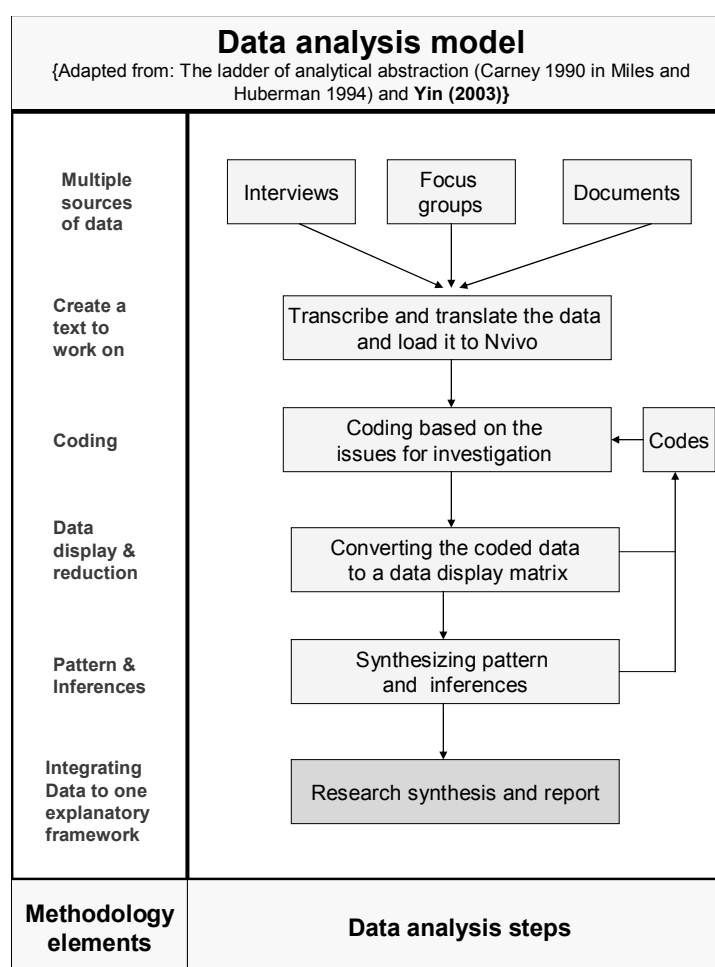 Data analysis model
{Adapted from: The ladder of analytical abstraction (Carney 1990 in Miles and
Huberman 1994) and Yin (2003)}
Multiple
sources
of data
Interviews
Focus
groups
Documents
Create a
text to
work on
Transcribe and translate the data
and load it to Nvivo
Coding
Coding based on the
issues for investigation
Codes
Data
display &
reduction
Converting the coded data
to a data display matrix
Pattern &
Inferences
Synthesizing pattern
and inferences
Integrating
Data to one
explanatory
framework
Research synthesis and report
Methodology
elements
Data analysis steps